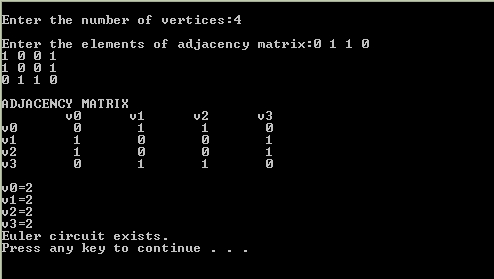 Enter the number of vertices:4
Enter the elements of adjacency matrix:0 1 1 0
1 0 0 1
1 0 0 1
0 1 1 0
ADJACENCY MATRIX
v0 v1 v2 v3
v0 0 1 1 0
v1 1 0 0 1
v2 1 0 0 1
v3 0 1 1 0
v0=2
v1=2
v2=2
v3=2
Euler circuit exists.
Press any key to continue . . .